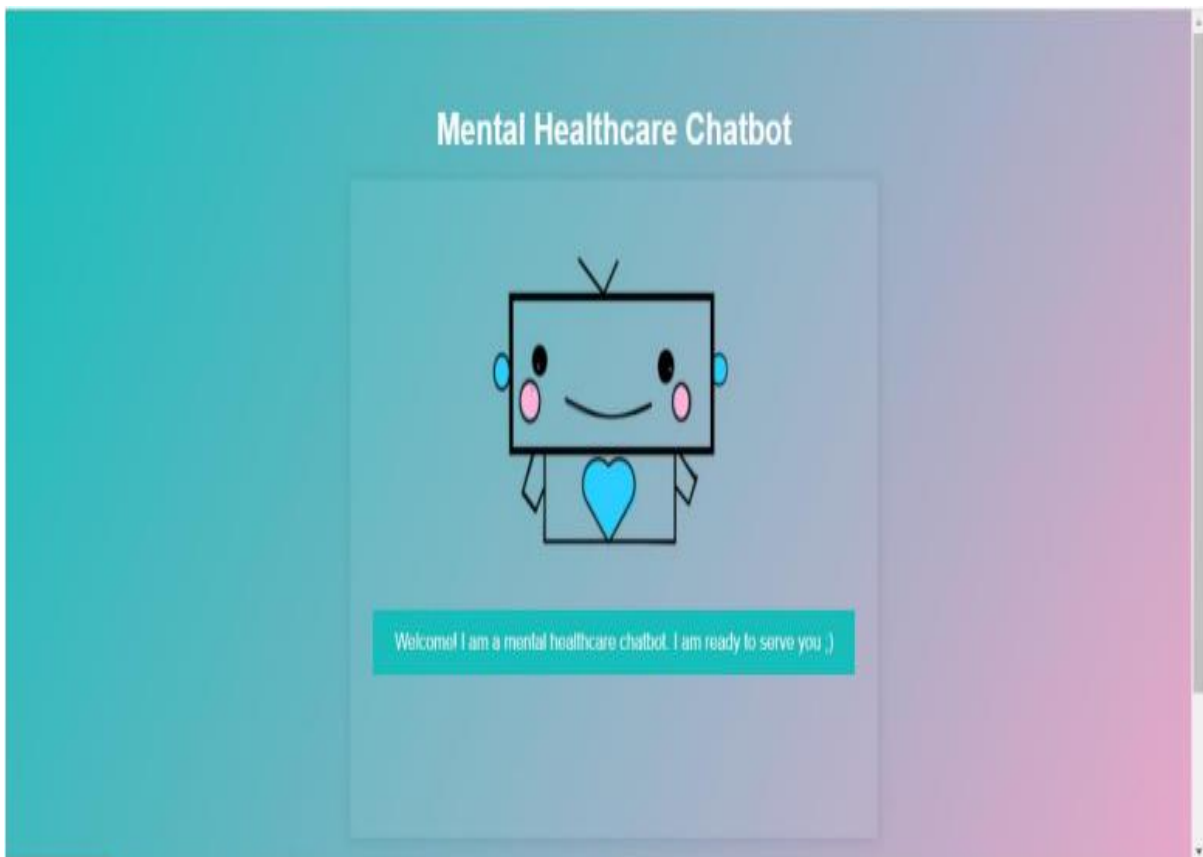 Mental Healthcare Chatbot
Welcome! I am a mental healthcare chatbot. I am ready to serve you ;)